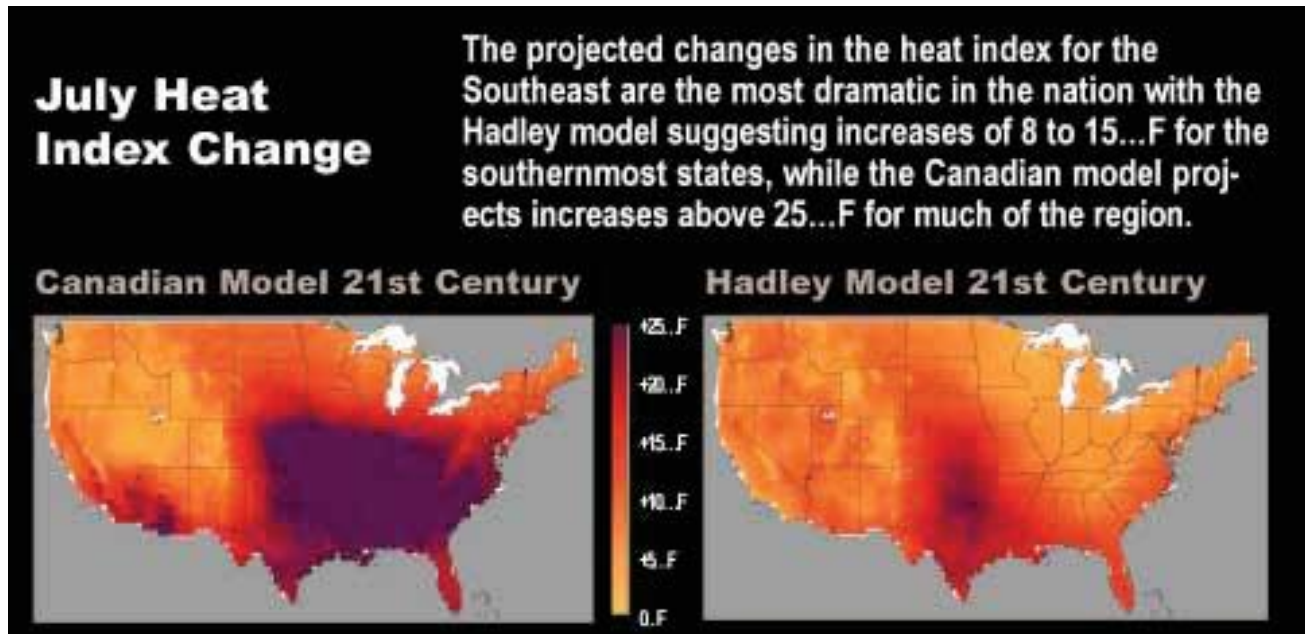 July Heat
Index Change
The projected changes in the heat index for the
Southeast are the most dramatic in the nation with the
Hadley model suggesting increases of 8 to 15...F for the
southernmost states, while the Canadian model proj-
ects increases above 25...F for much of the region.
Canadian Model 21st Century
Hadley Model 21st Century
+25..F
+20..F
+15..F
+10..F
+5..F
0.F